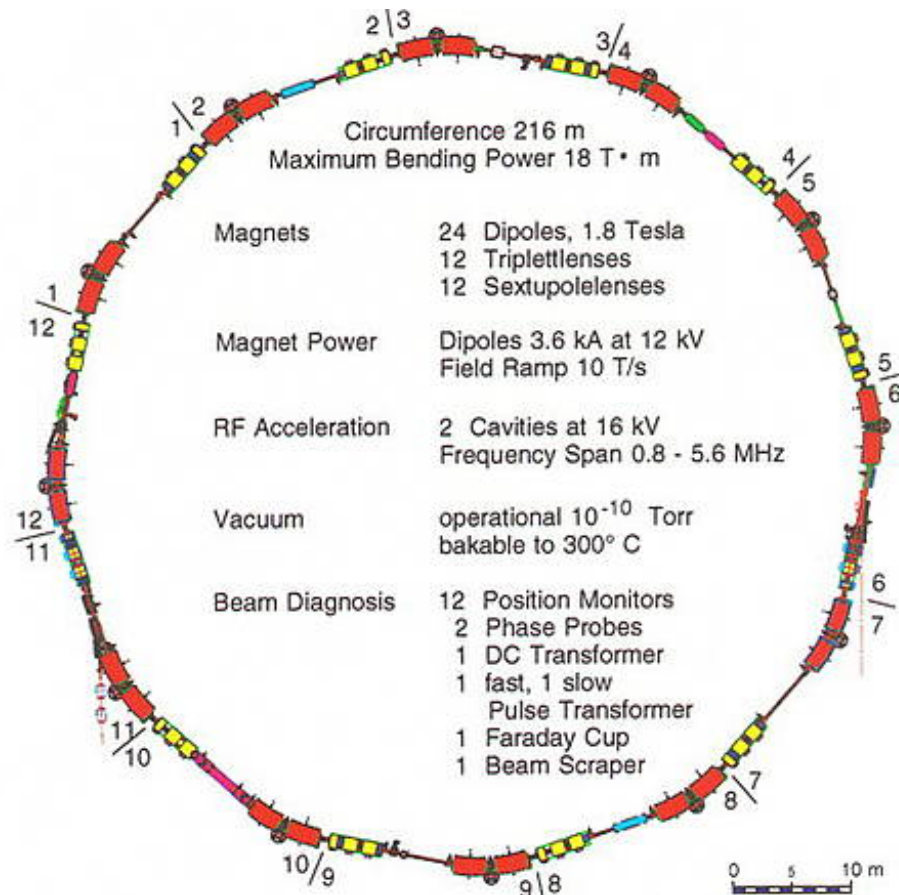 2 / 3
3 / 4
1 \ 2
Circumference 216 m
Maximum Bending Power 18 T • m
4 / 5
Magnets 24 Dipoles, 1.8 Tesla
12 Triplettlenses
12 Sextupolelenses
1
12
Magnet Power Dipoles 3.6 kA at 12 kV
Field Ramp 10 T/s
5
6
RF Acceleration 2 Cavities at 16 kV
Frequency Span 0.8 - 5.6 MHz
Vacuum operational 10⁻¹⁰ Torr
bakable to 300° C
12
11
Beam Diagnosis 12 Position Monitors
2 Phase Probes
1 DC Transformer
1 fast, 1 slow
Pulse Transformer
1 Faraday Cup
1 Beam Scraper
6
7
11
10
8 \ 7
10 / 9
9 | 8
0 5 10 m